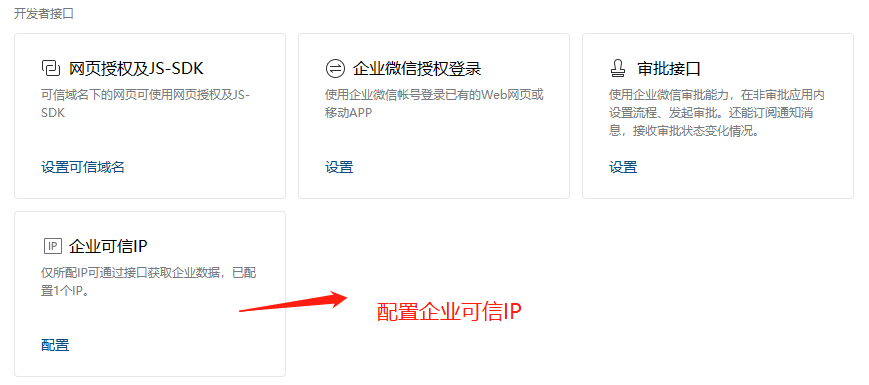 开发者接口
网页授权及JS-SDK
可信域名下的网页可使用网页授权及JS-
SDK
设置可信域名
企业微信授权登录
使用企业微信帐号登录已有的Web网页或
移动APP
设置
审批接口
使用企业微信审批能力，在非审批应用内
设置流程、发起审批。还能订阅通知消
息，接收审批状态变化情况。
设置
IP 企业可信IP
仅所配IP可通过接口获取企业数据，已配
置1个IP。
配置
配置企业可信IP